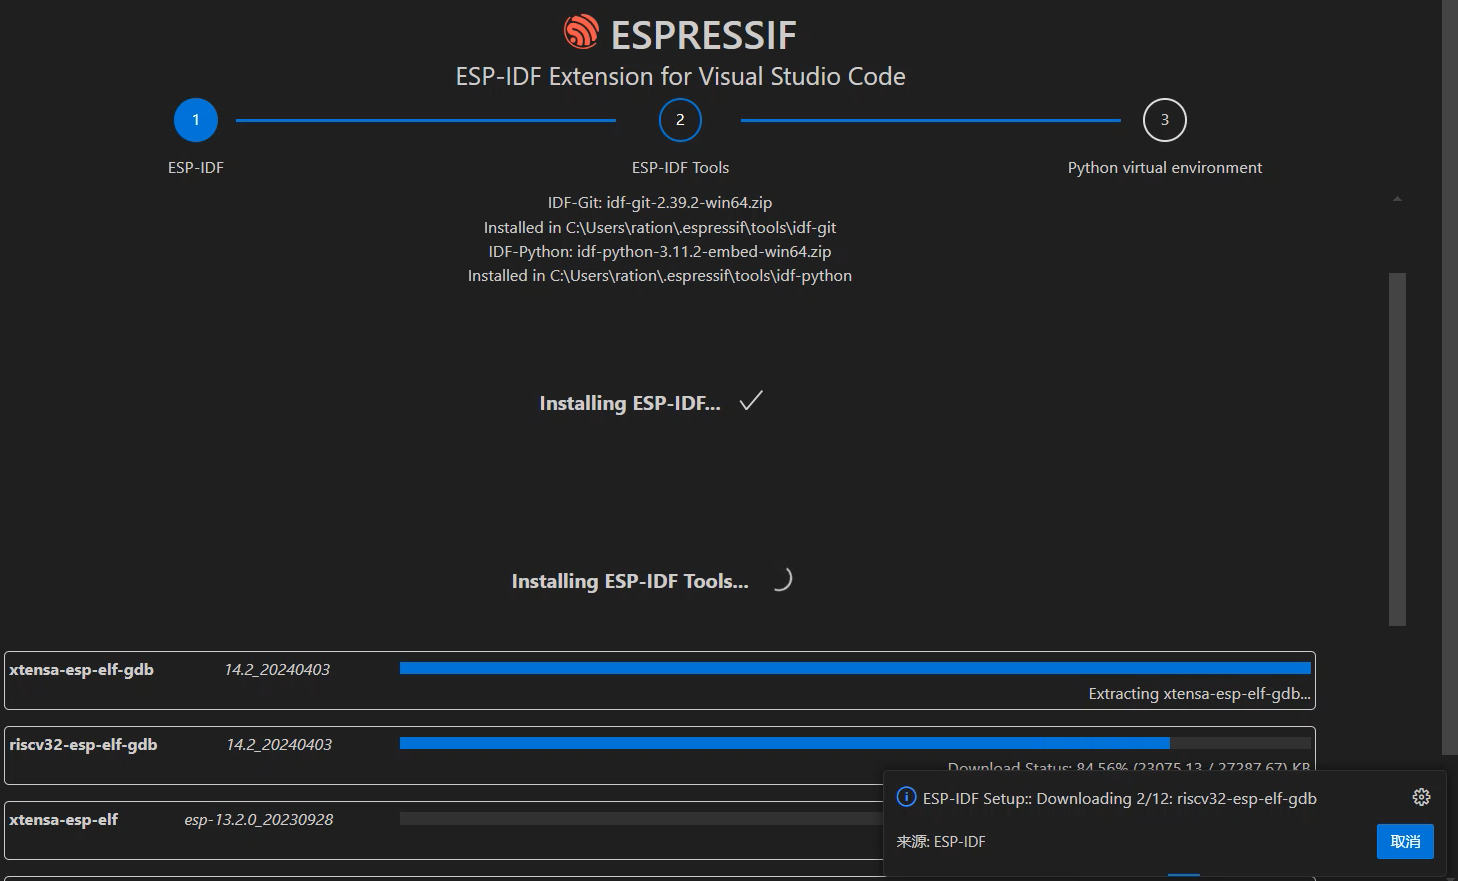 ESPRESSIF
ESP-IDF Extension for Visual Studio Code
1
2
3
ESP-IDF
ESP-IDF Tools
Python virtual environment
IDF-Git: idf-git-2.39.2-win64.zip
Installed in C:\Users\ration\.espressif\tools\idf-git
IDF-Python: idf-python-3.11.2-embed-win64.zip
Installed in C:\Users\ration\.espressif\tools\idf-python
Installing ESP-IDF...
Installing ESP-IDF Tools...
xtensa-esp-elf-gdb 14.2_20240403
Extracting xtensa-esp-elf-gdb...
riscv32-esp-elf-gdb 14.2_20240403
Download Status: 84.56% (23075.13 / 27287.67) KB
xtensa-esp-elf esp-13.2.0_20230928
ESP-IDF Setup:: Downloading 2/12: riscv32-esp-elf-gdb
来源: ESP-IDF
取消